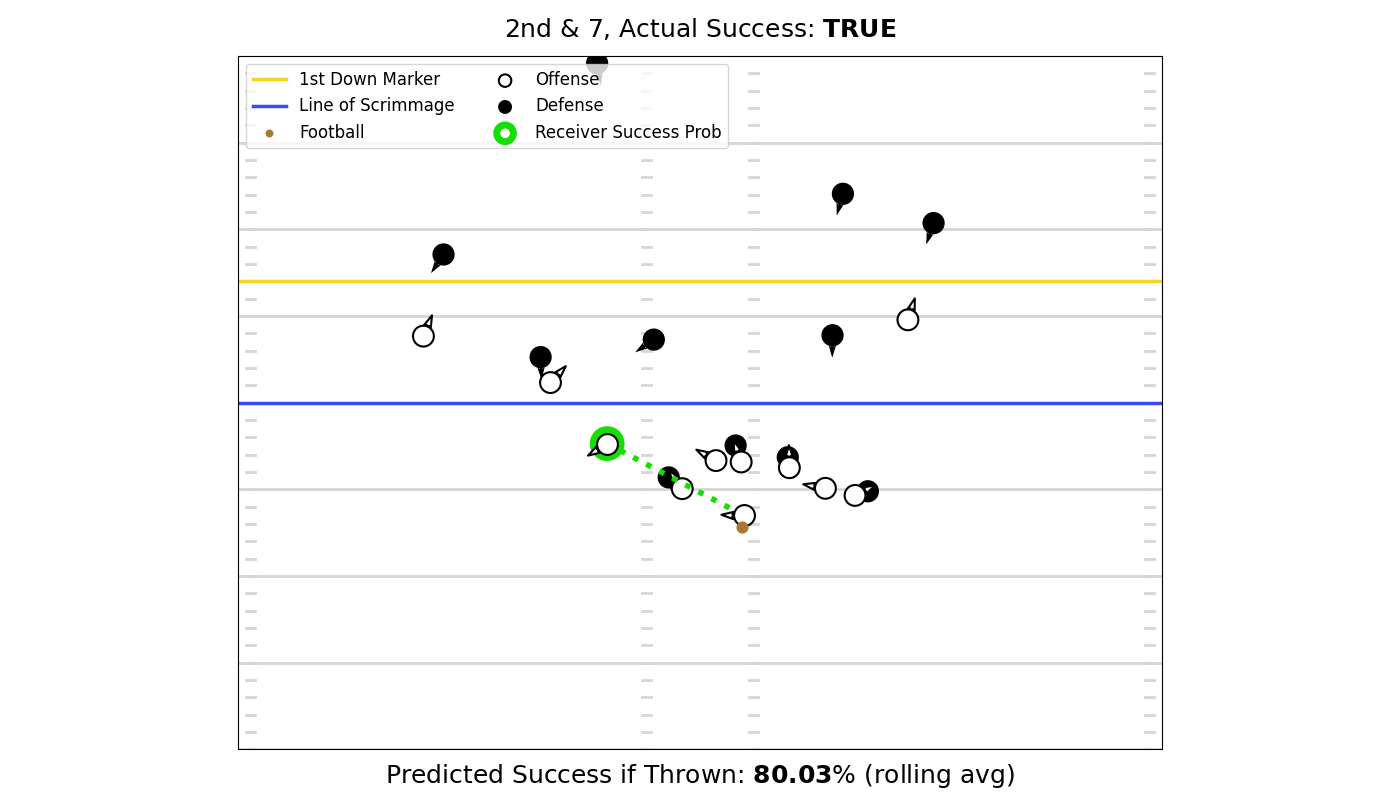 2nd & 7, Actual Success: TRUE
1st Down Marker
Line of Scrimmage
Football
Offense
Defense
Receiver Success Prob
Predicted Success if Thrown: 80.03% (rolling avg)